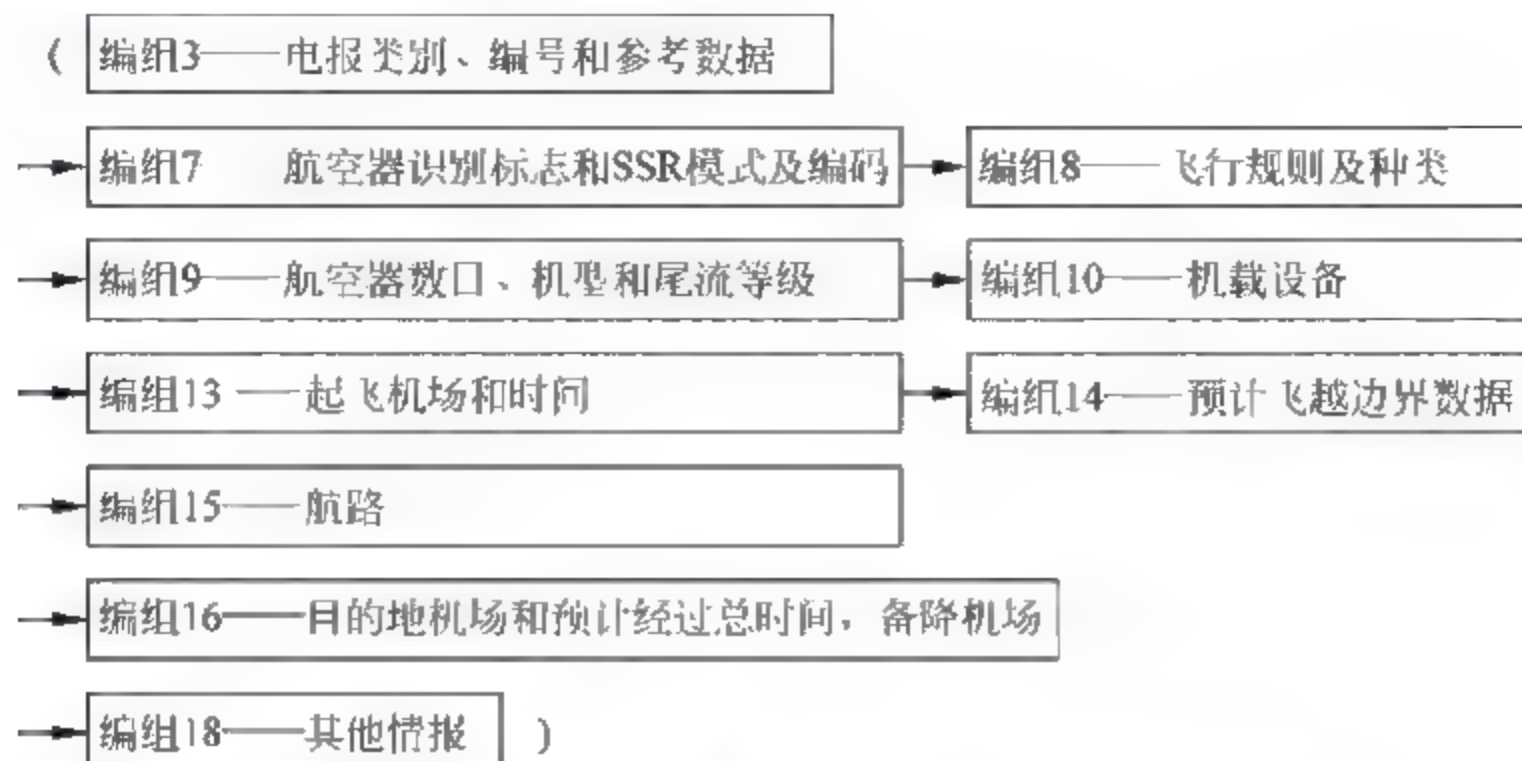 ( 编组3——电报类别、编号和参考数据
编组7 航空器识别标志和SSR模式及编码 编组8——飞行规则及种类
编组9——航空器数目、机型和尾流等级 编组10——机载设备
编组13——起飞机场和时间 编组14——预计飞越边界数据
编组15——航路
编组16——目的地机场和预计经过总时间，备降机场
编组18——其他情报 )